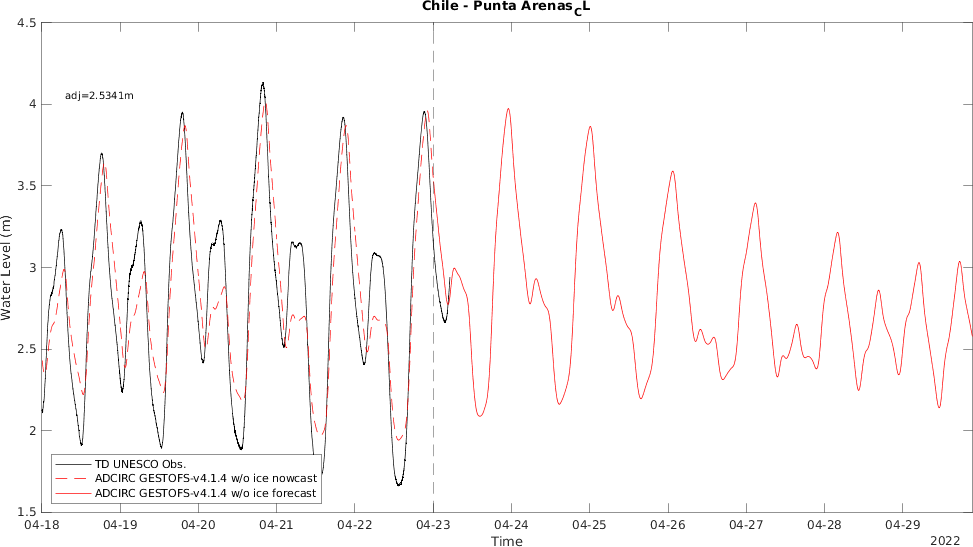 Chile - Punta Arenas_CL
4.5
4
3.5
3
2.5
2
1.5
Water Level (m)
adj=2.5341m
TD UNESCO Obs.
ADCIRC GESTOFS-v4.1.4 w/o ice nowcast
ADCIRC GESTOFS-v4.1.4 w/o ice forecast
04-18 04-19 04-20 04-21 04-22 04-23 04-24 04-25 04-26 04-27 04-28 04-29
Time
2022